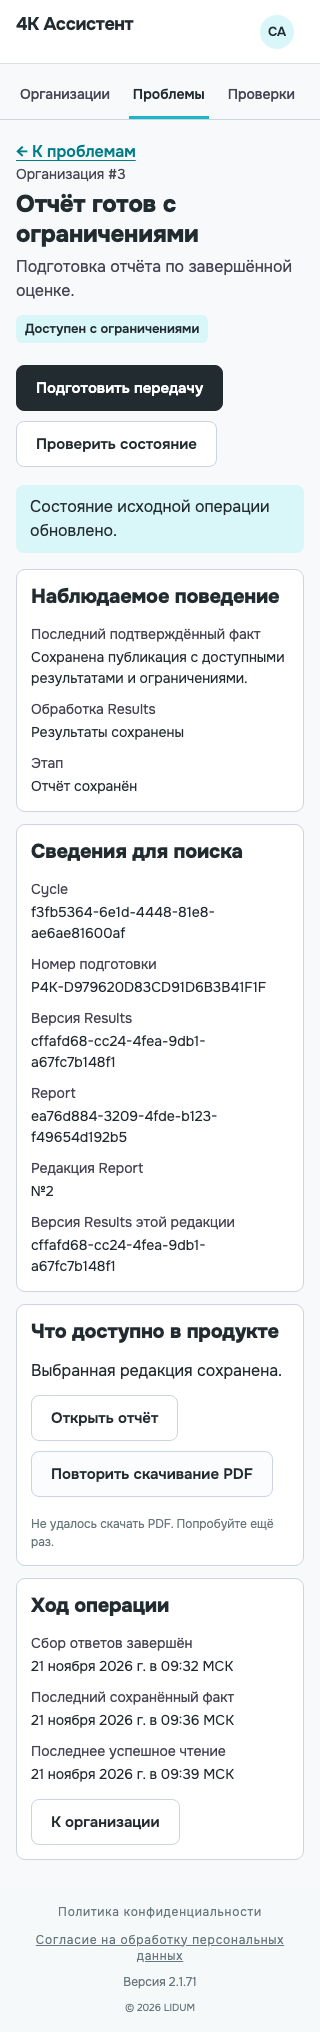 4К Ассистент
СА
Организации
Проблемы
Проверки
← К проблемам
Организация #3
Отчёт готов с
ограничениями
Подготовка отчёта по завершённой
оценке.
Доступен с ограничениями
Подготовить передачу
Проверить состояние
Состояние исходной операции
обновлено.
Наблюдаемое поведение
Последний подтверждённый факт
Сохранена публикация с доступными
результатами и ограничениями.
Обработка Results
Результаты сохранены
Этап
Отчёт сохранён
Сведения для поиска
Cycle
f3fb5364-6e1d-4448-81e8-
ae6ae81600af
Номер подготовки
P4K-D979620D83CD91D6B3B41F1F
Версия Results
cffafd68-cc24-4fea-9db1-
a67fc7b148f1
Report
ea76d884-3209-4fde-b123-
f49654d192b5
Редакция Report
№2
Версия Results этой редакции
cffafd68-cc24-4fea-9db1-
a67fc7b148f1
Что доступно в продукте
Выбранная редакция сохранена.
Открыть отчёт
Повторить скачивание PDF
Не удалось скачать PDF. Попробуйте ещё
раз.
Ход операции
Сбор ответов завершён
21 ноября 2026 г. в 09:32 МСК
Последний сохранённый факт
21 ноября 2026 г. в 09:36 МСК
Последнее успешное чтение
21 ноября 2026 г. в 09:39 МСК
К организации
Политика конфиденциальности
Согласие на обработку персональных
данных
Версия 2.1.71
© 2026 LIDUM